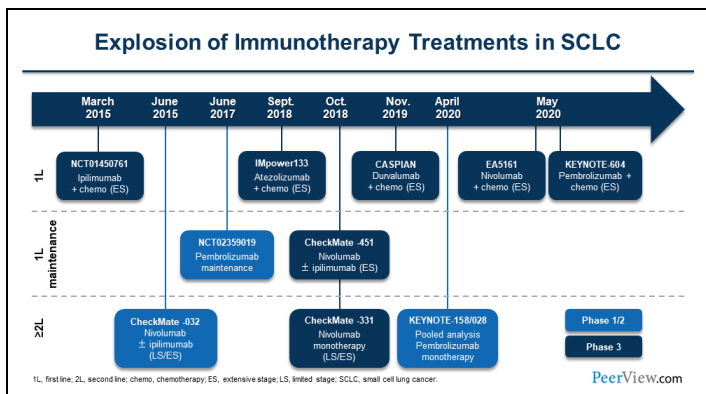 Explosion of Immunotherapy Treatments in SCLC
March 2015
June 2015
June 2017
Sept. 2018
Oct. 2018
Nov. 2019
April 2020
May 2020
1L
NCT01450761
Ipilimumab
+ chemo (ES)
IMpower133
Atezolizumab
+ chemo (ES)
CASPIAN
Durvalumab
+ chemo (ES)
EA5161
Nivolumab
+ chemo (ES)
KEYNOTE-604
Pembrolizumab +
chemo (ES)
1L
maintenance
NCT02359019
Pembrolizumab
maintenance
CheckMate -451
Nivolumab
± ipilimumab (ES)
≥2L
CheckMate -032
Nivolumab
± ipilimumab
(LS/ES)
CheckMate -331
Nivolumab
monotherapy
(LS/ES)
KEYNOTE-158/028
Pooled analysis
Pembrolizumab
monotherapy
Phase 1/2
Phase 3
1L, first line; 2L, second line; chemo, chemotherapy; ES, extensive stage; LS, limited stage; SCLC, small cell lung cancer.
PeerView.com